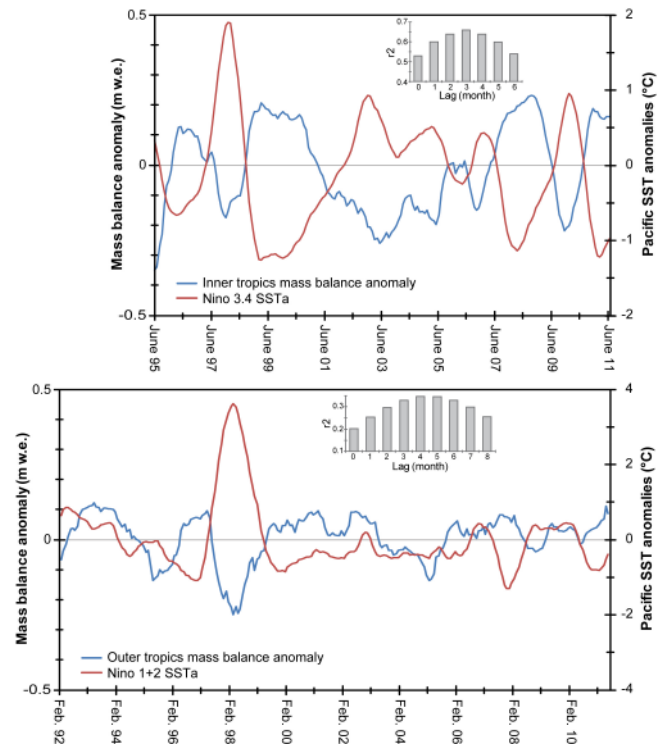 0.5
0
-0.5
Mass balance anomaly (m w.e.)
2
1
0
-1
-2
Pacific SST anomalies (°C)
0.7
0.6
0.5
0.4
r2
0 1 2 3 4 5 6
Lag (month)
Inner tropics mass balance anomaly
Nino 3.4 SSTa
June 95
June 97
June 99
June 01
June 03
June 05
June 07
June 09
June 11
0.5
0
-0.5
Mass balance anomaly (m w.e.)
4
2
0
-2
-4
Pacific SST anomalies (°C)
0.3
0.2
0.1
r2
0 1 2 3 4 5 6 7 8
Lag (month)
Outer tropics mass balance anomaly
Nino 1+2 SSTa
Feb. 92
Feb. 94
Feb. 96
Feb. 98
Feb. 00
Feb. 02
Feb. 04
Feb. 06
Feb. 08
Feb. 10